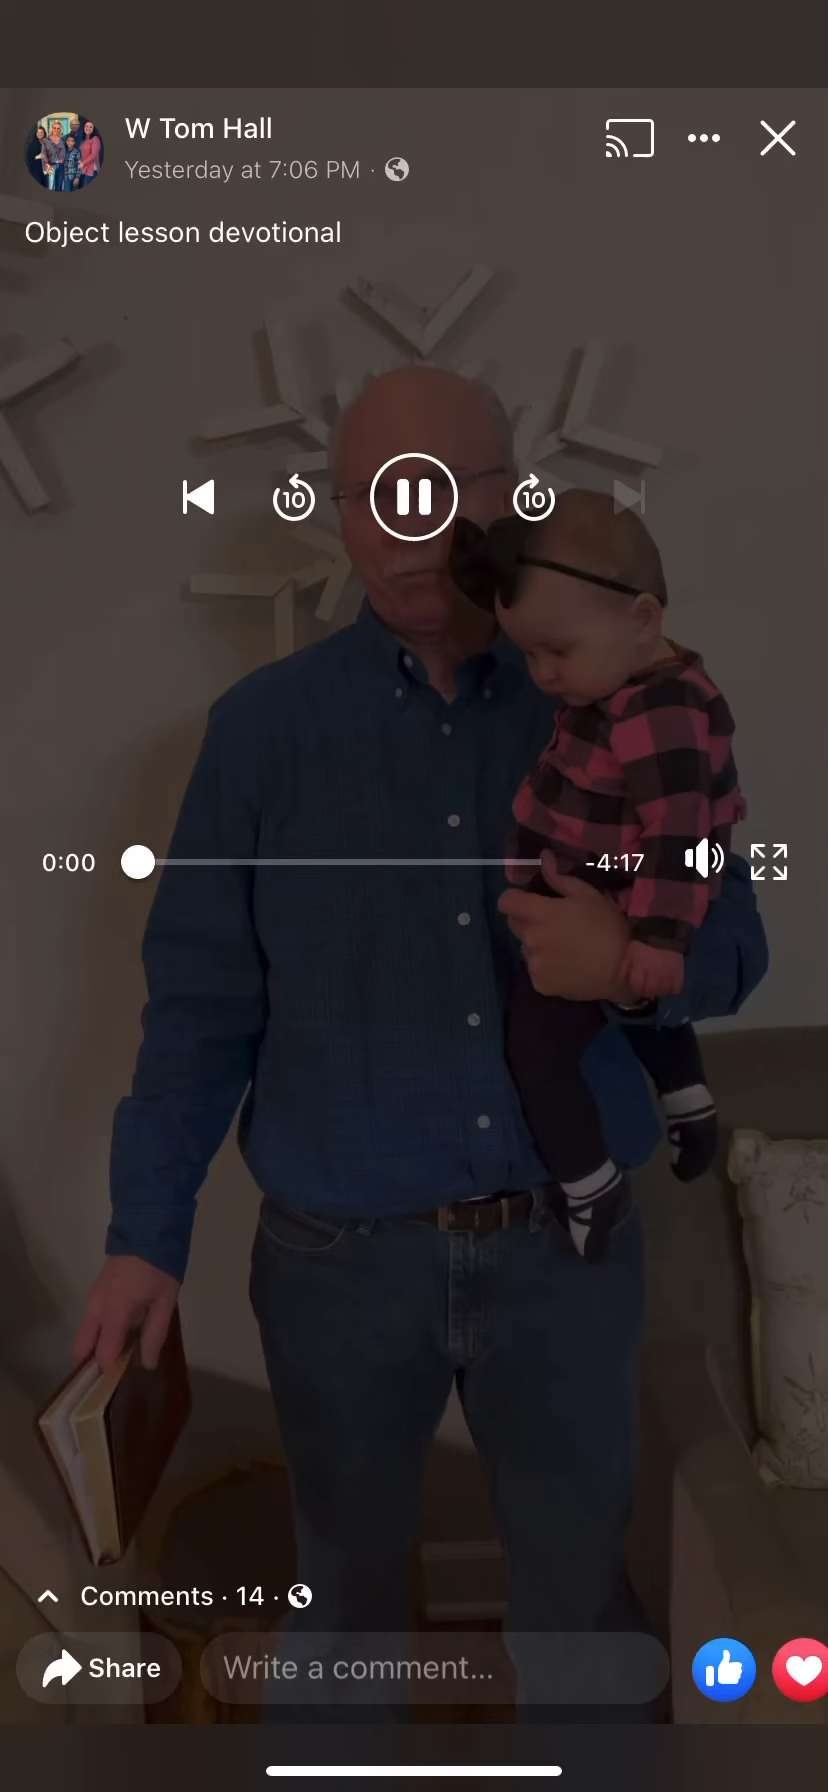 W Tom Hall
Yesterday at 7:06 PM ·
Object lesson devotional
10
10
0:00
-4:17
Comments · 14 ·
Share
Write a comment...